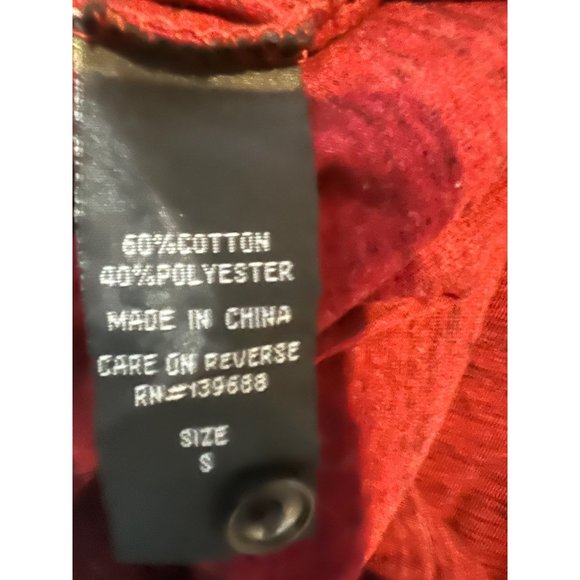 60%COTTON
40%POLYESTER
MADE IN CHINA
CARE ON REVERSE
RN#139688
SIZE
S